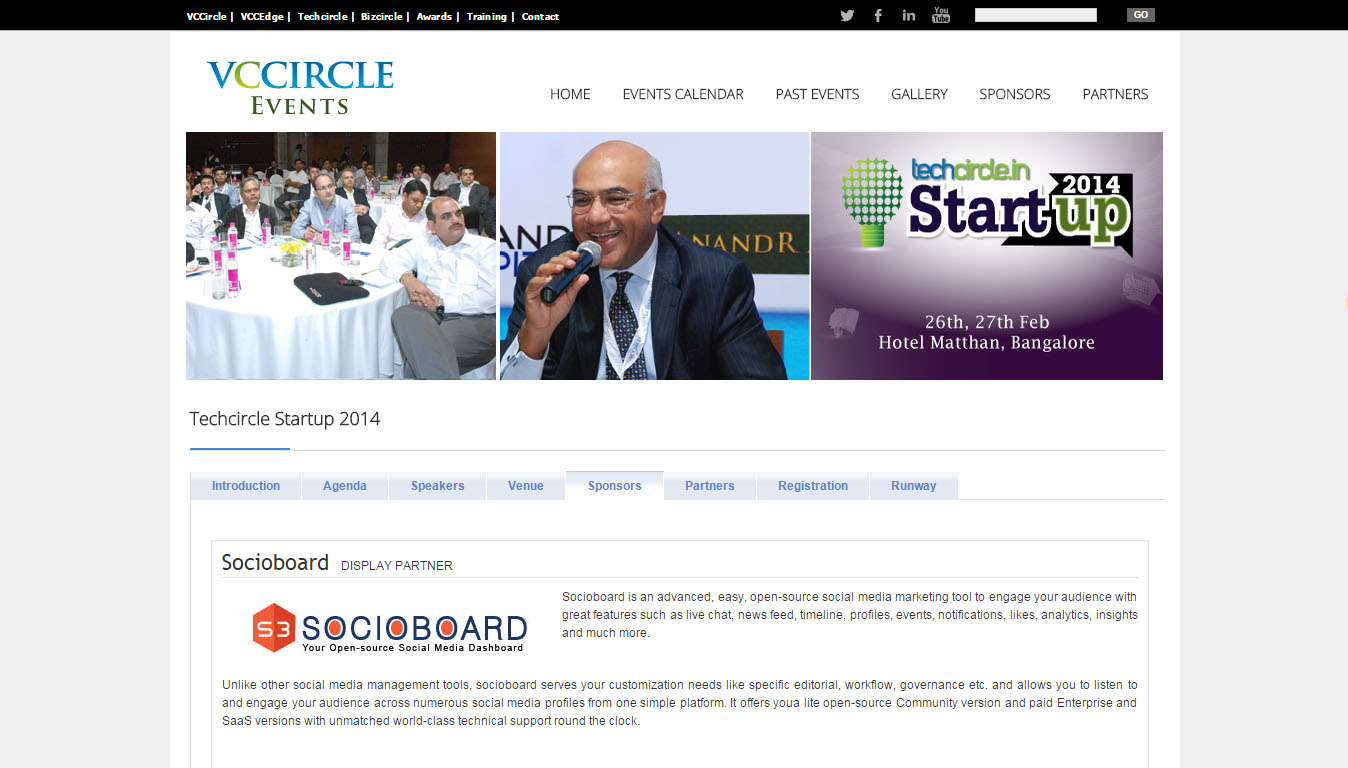 VCCircle | VCCEdge | Techcircle | Bizcircle | Awards | Training | Contact
You
Tube
GO
VCCIRCLE
EVENTS
HOME EVENTS CALENDAR PAST EVENTS GALLERY SPONSORS PARTNERS
ANANDRA
techcircle.in
2014
Start-up
26th, 27th Feb
Hotel Matthan, Bangalore
Techcircle Startup 2014
Introduction Agenda Speakers Venue Sponsors Partners Registration Runway
Socioboard DISPLAY PARTNER
SOCIOBOARD
Your Open-source Social Media Dashboard
Socioboard is an advanced, easy, open-source social media marketing tool to engage your audience with
great features such as live chat, news feed, timeline, profiles, events, notifications, likes, analytics, insights
and much more.
Unlike other social media management tools, socioboard serves your customization needs like specific editorial, workflow, governance etc. and allows you to listen to
and engage your audience across numerous social media profiles from one simple platform. It offers youa lite open-source Community version and paid Enterprise and
SaaS versions with unmatched world-class technical support round the clock.